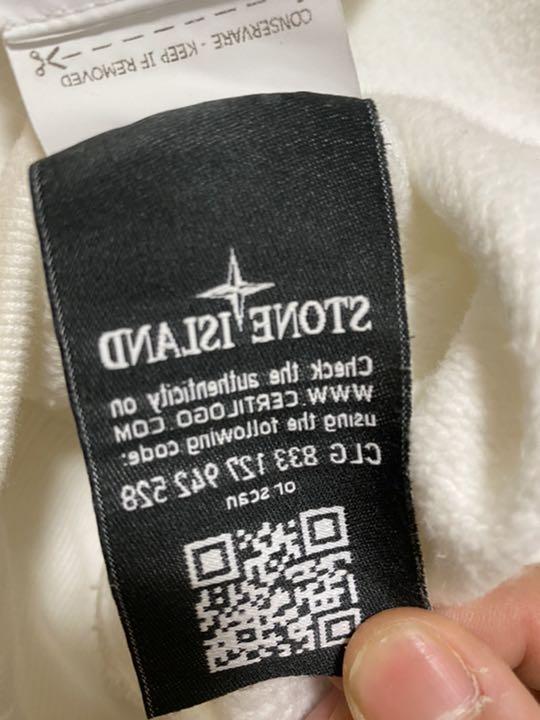 CONSERVARE - KEEP IF REMOVED
STONE ISLAND
Check the authenticity on
WWW.CERTILOGO.COM
using the following code:
CLG 833 127 942 528
or scan